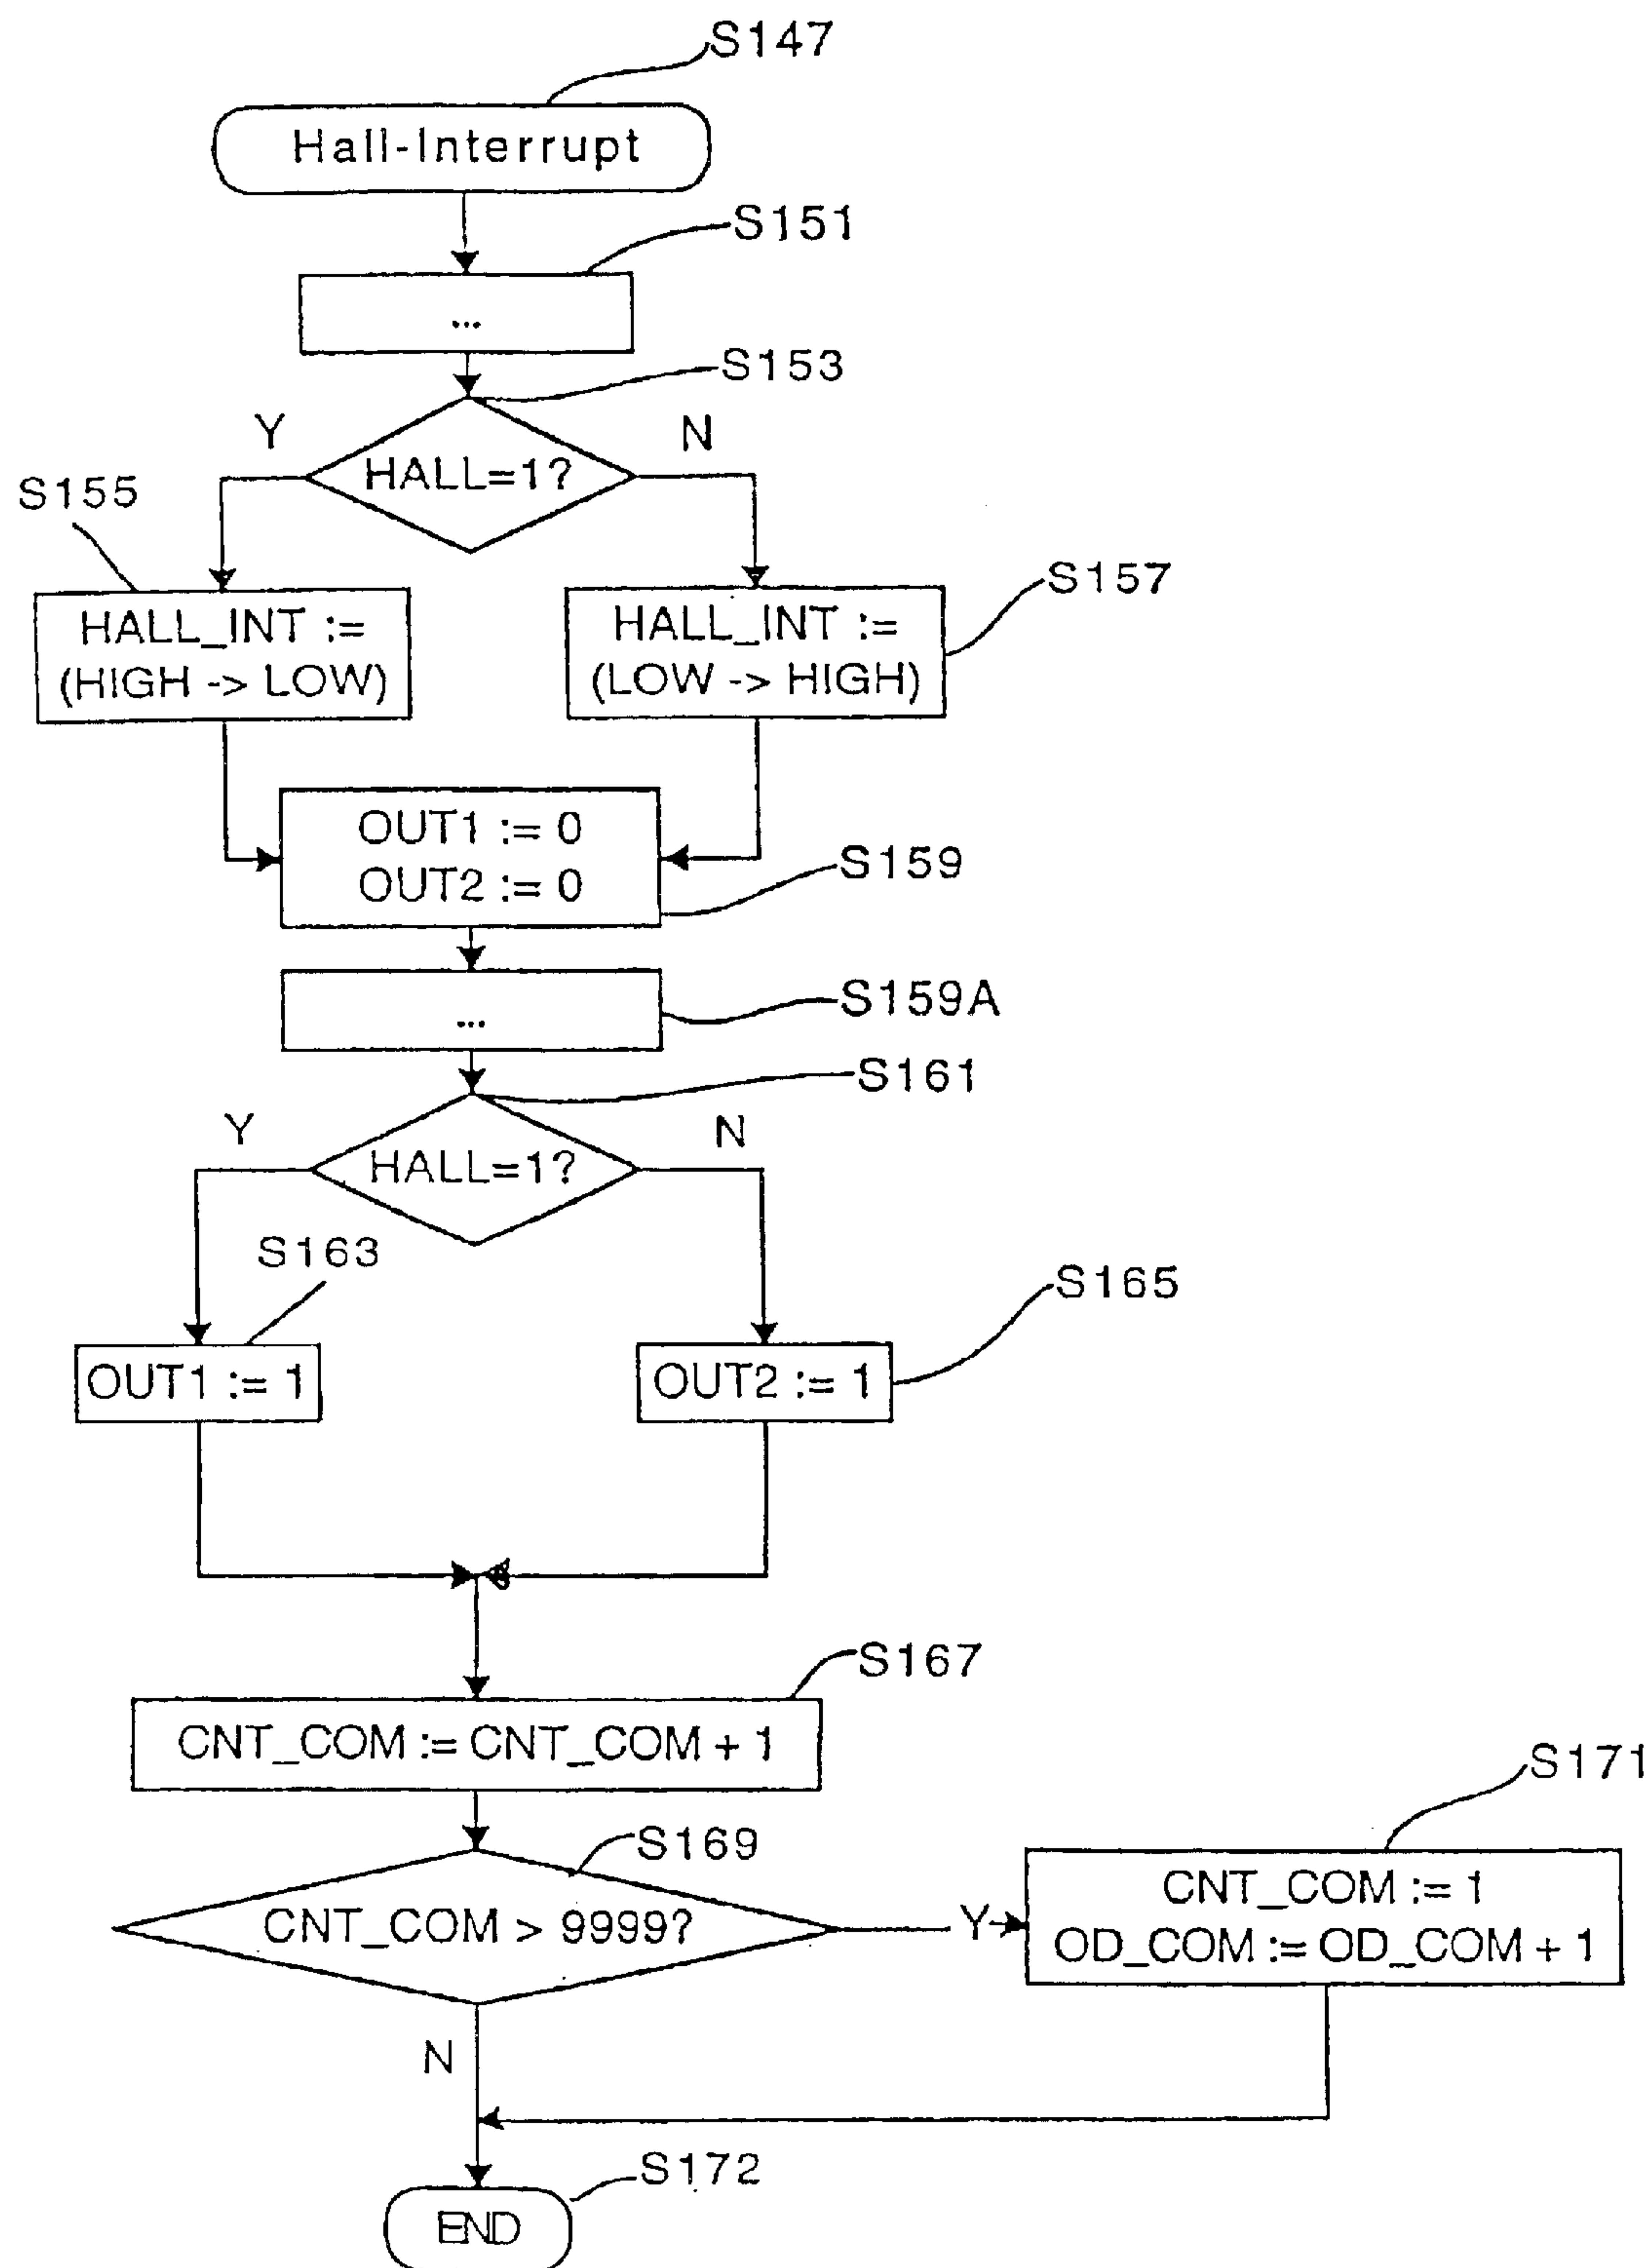 S147
Hall-Interrupt
S151
...
S153
Y
N
HALL=1?
S155
S157
HALL_INT :=
(HIGH -> LOW)
HALL_INT :=
(LOW -> HIGH)
OUT1 := 0
OUT2 := 0
S159
...
S159A
S161
Y
N
HALL=1?
S163
S165
OUT1 := 1
OUT2 := 1
S167
CNT_COM := CNT_COM + 1
S171
S169
CNT_COM > 9999?
Y
CNT_COM := 1
OD_COM := OD_COM + 1
N
S172
END